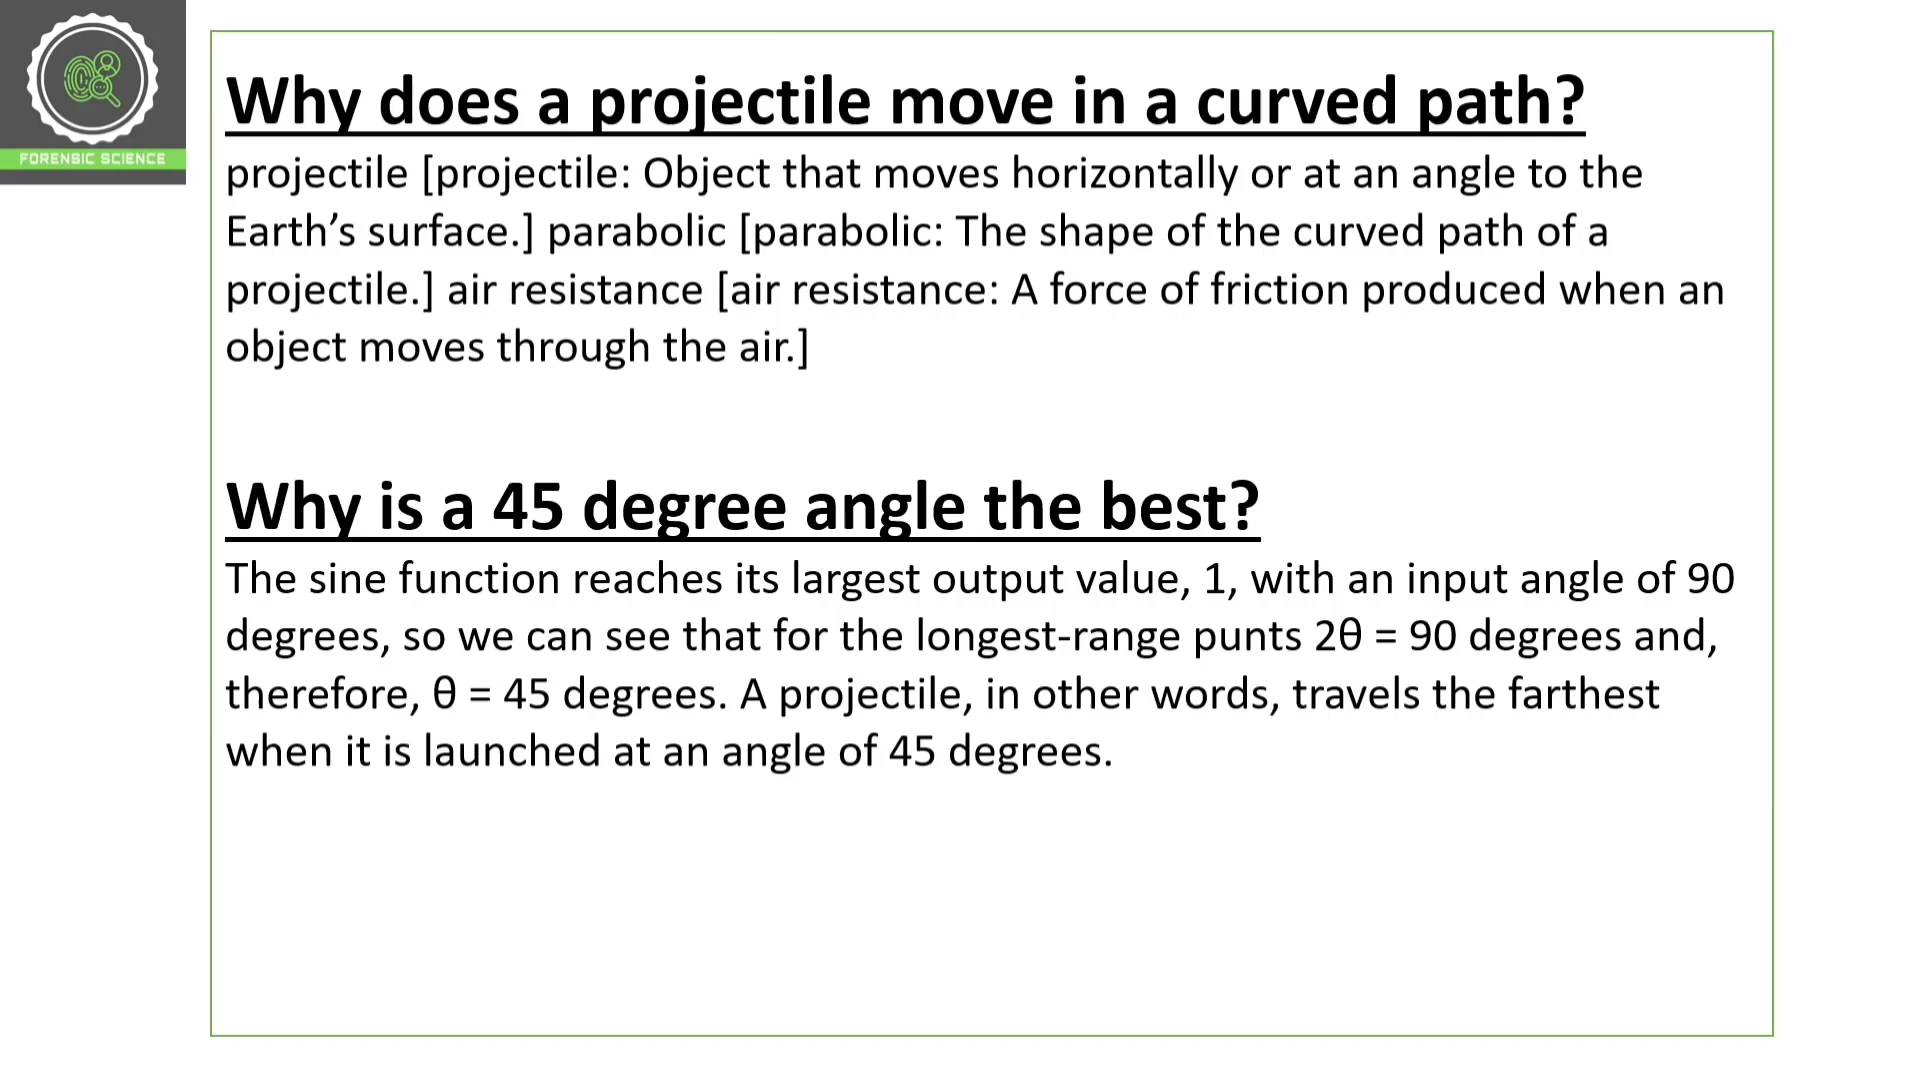 FORENSIC SCIENCE
Why does a projectile move in a curved path?
projectile [projectile: Object that moves horizontally or at an angle to the
Earth’s surface.] parabolic [parabolic: The shape of the curved path of a
projectile.] air resistance [air resistance: A force of friction produced when an
object moves through the air.]
Why is a 45 degree angle the best?
The sine function reaches its largest output value, 1, with an input angle of 90
degrees, so we can see that for the longest-range punts 2θ = 90 degrees and,
therefore, θ = 45 degrees. A projectile, in other words, travels the farthest
when it is launched at an angle of 45 degrees.